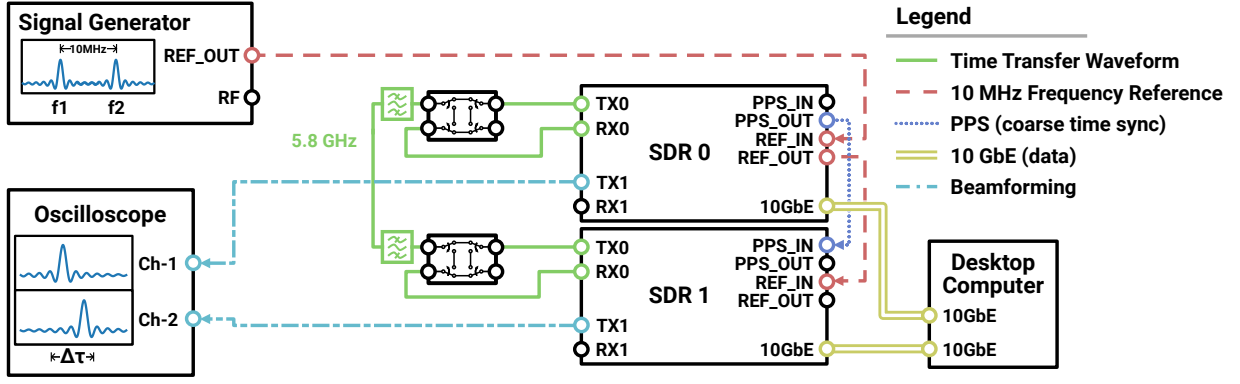 Signal Generator
10MHz
f1 f2
REF_OUT
RF
Oscilloscope
Ch-1
Ch-2
Δτ
5.8 GHz
TX0
RX0
TX1
RX1
SDR 0
PPS_IN
PPS_OUT
REF_IN
REF_OUT
10GbE
TX0
RX0
TX1
RX1
SDR 1
PPS_IN
PPS_OUT
REF_IN
REF_OUT
10GbE
Desktop
Computer
10GbE
10GbE
Legend
Time Transfer Waveform
10 MHz Frequency Reference
PPS (coarse time sync)
10 GbE (data)
Beamforming